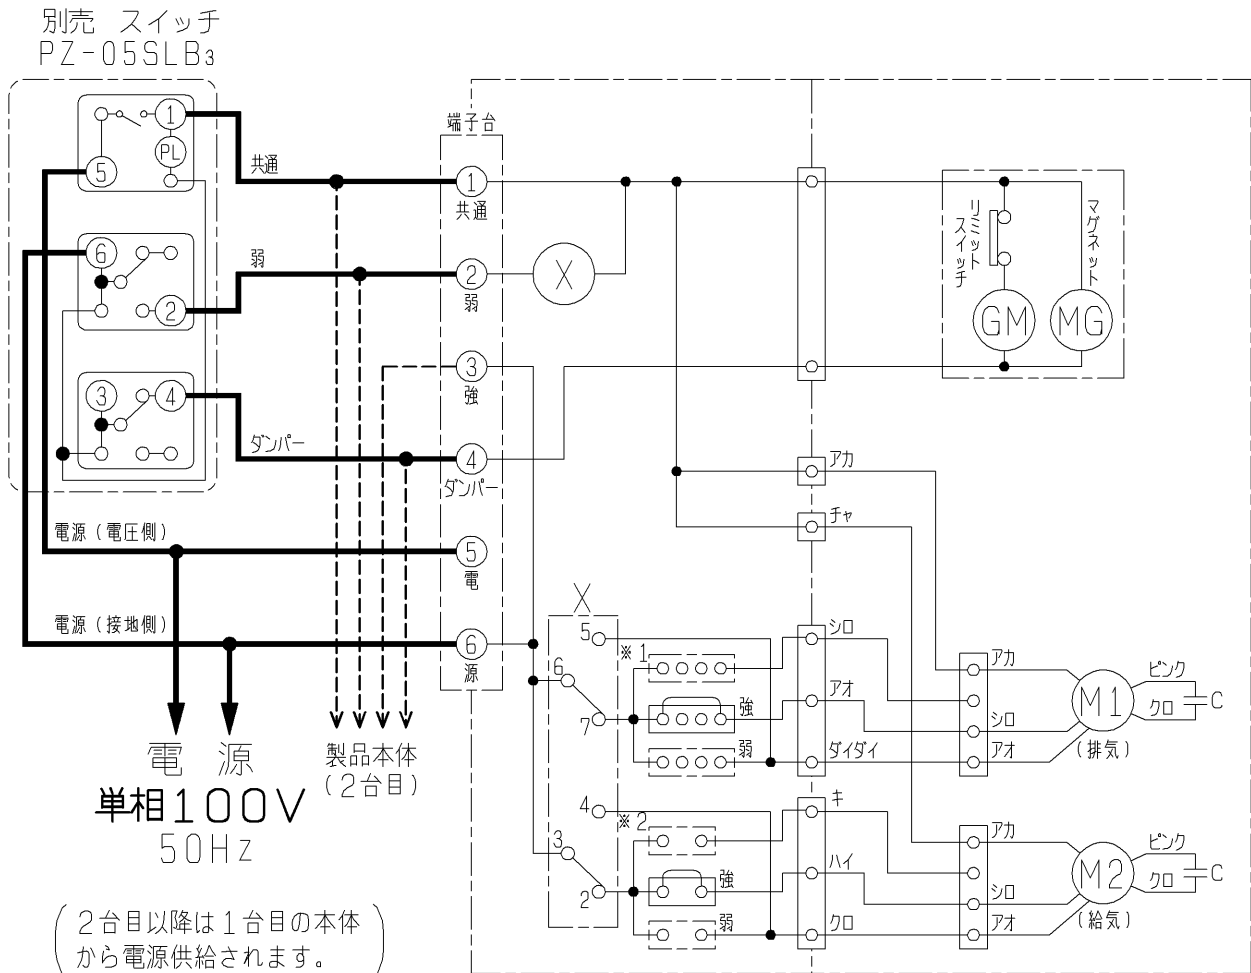 別売 スイッチ
PZ-05SLB₃
1
PL
5
6
2
3
4
共通
弱
ダンパー
電源(電圧側)
電源(接地側)
端子台
1
共通
2
弱
3
強
4
ダンパー
5
電
6
源
X
リミット
スイッチ
マグネット
GM
MG
アカ
チャ
X
5
※1
6
7
強
弱
シロ
アオ
ダイダイ
アカ
シロ
アオ
M1
(排気)
ピンク
クロ
C
4
※2
3
2
強
弱
キ
ハイ
クロ
アカ
シロ
アオ
M2
(給気)
ピンク
クロ
C
電 源
単相100V
50Hz
製品本体
(2台目)
2台目以降は1台目の本体
から電源供給されます。